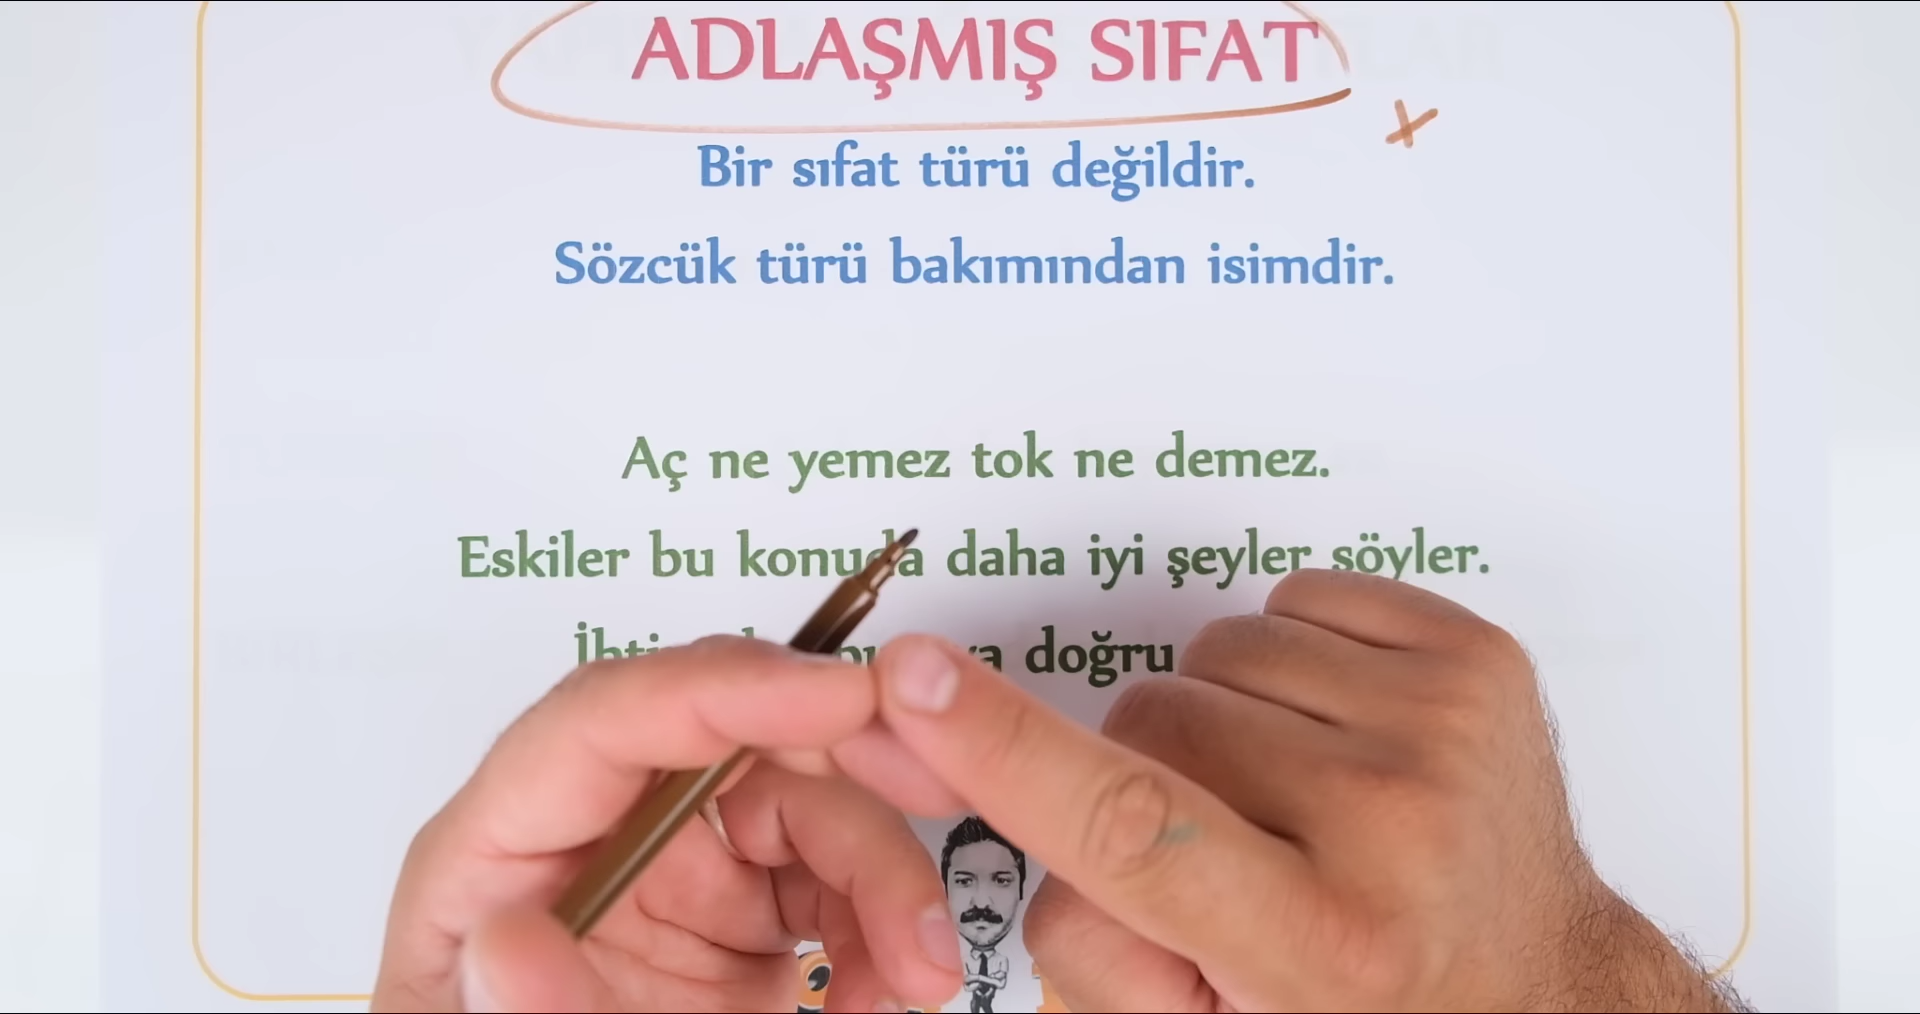 ADLAŞMIŞ SIFAT
Bir sıfat türü değildir.
Sözcük türü bakımından isimdir.
Aç ne yemez tok ne demez.
Eskiler bu konuda daha iyi şeyler söyler.
doğru